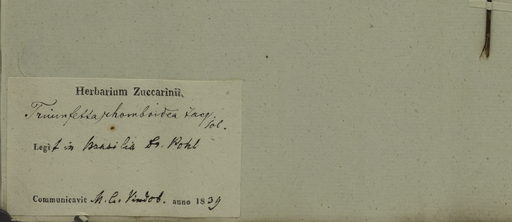 Herbarium Zuccarinii.
Triumfetta rhomboidea Jacq
Legit in Brasilia Dr. Pohl
Communicavit M. C. Vindob. anno 1839